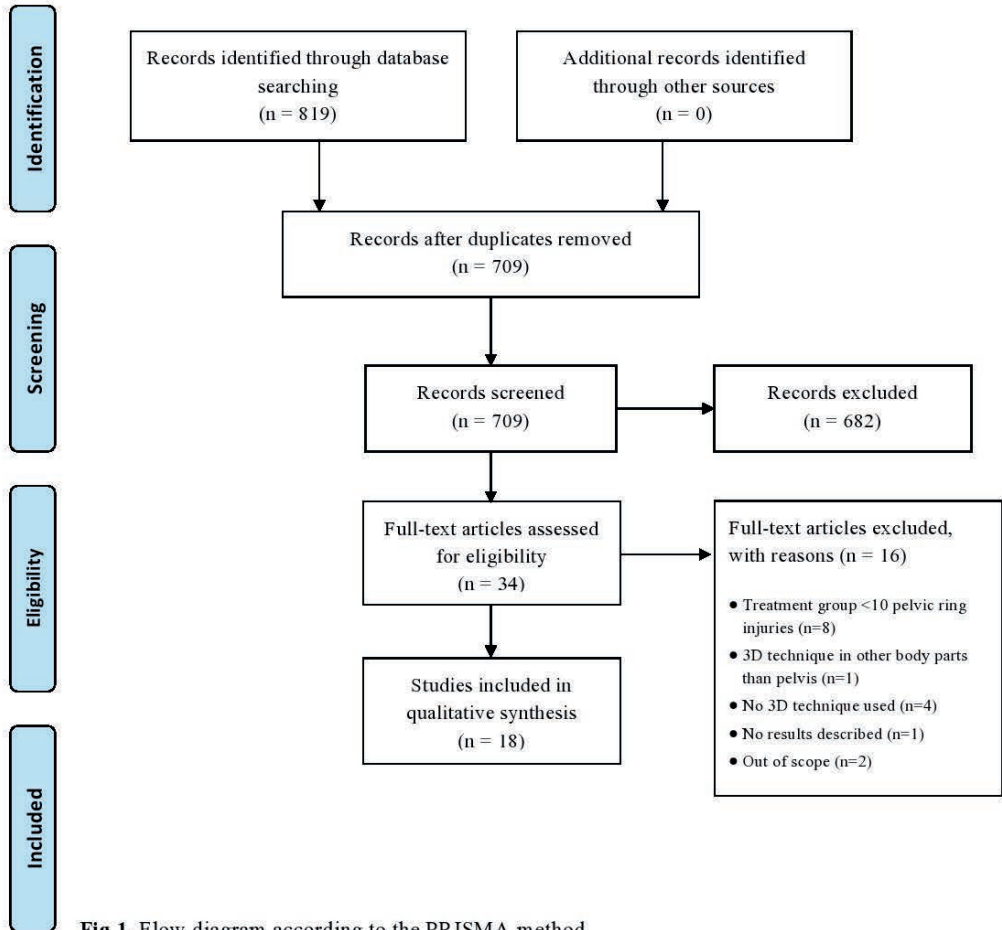 Identification
Records identified through database
searching
(n = 819)
Additional records identified
through other sources
(n = 0)
Records after duplicates removed
(n = 709)
Screening
Records screened
(n = 709)
Records excluded
(n = 682)
Eligibility
Full-text articles assessed
for eligibility
(n = 34)
Full-text articles excluded,
with reasons (n = 16)
● Treatment group <10 pelvic ring
injuries (n=8)
● 3D technique in other body parts
than pelvis (n=1)
● No 3D technique used (n=4)
● No results described (n=1)
● Out of scope (n=2)
Studies included in
qualitative synthesis
(n = 18)
Included
Fig 1. Flow diagram according to the PRISMA method